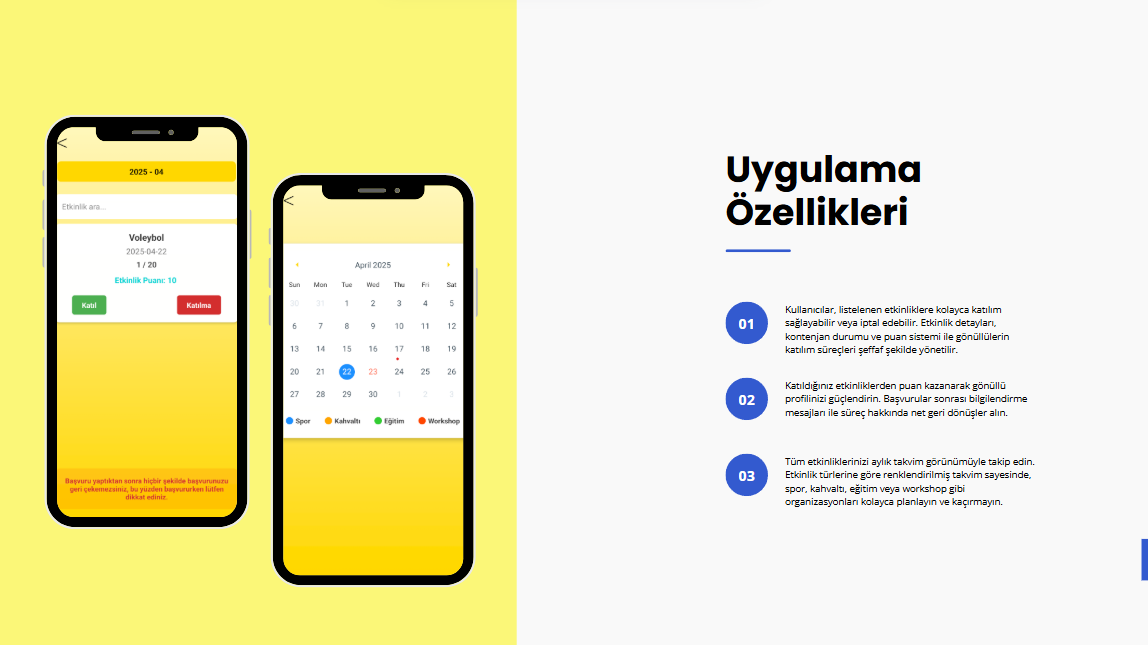 2025 - 04
Etkinlik ara...
Voleybol
2025-04-22
1 / 20
Etkinlik Puanı: 10
Katıl Katılma
Başvuru yaptıktan sonra hiçbir şekilde başvurunuzu
geri çekemezsiniz, bu yüzden başvururken lütfen
dikkat ediniz.
April 2025
Sun Mon Tue Wed Thu Fri Sat
30 31 1 2 3 4 5
6 7 8 9 10 11 12
13 14 15 16 17 18 19
20 21 22 23 24 25 26
27 28 29 30 1 2 3
Spor Kahvaltı Eğitim Workshop
Uygulama
Özellikleri
01
Kullanıcılar, listelenen etkinliklere kolayca katılım
sağlayabilir veya iptal edebilir. Etkinlik detayları,
kontenjan durumu ve puan sistemi ile gönüllülerin
katılım süreçleri şeffaf şekilde yönetilir.
02
Katıldığınız etkinliklerden puan kazanarak gönüllü
profilinizi güçlendirin. Başvurular sonrası bilgilendirme
mesajları ile süreç hakkında net geri dönüşler alın.
03
Tüm etkinliklerinizi aylık takvim görünümüyle takip edin.
Etkinlik türlerine göre renklendirilmiş takvim sayesinde,
spor, kahvaltı, eğitim veya workshop gibi
organizasyonları kolayca planlayın ve kaçırmayın.